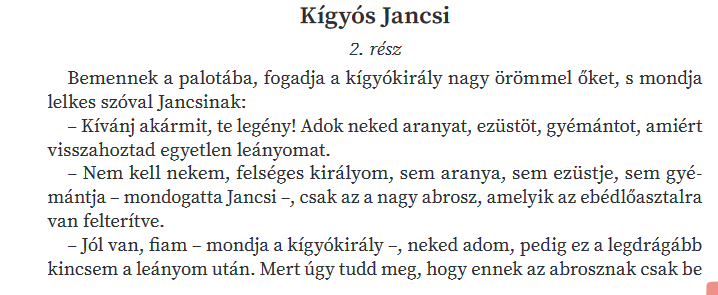 Kígyós Jancsi
2. rész
Bemennek a palotába, fogadja a kígyókirály nagy örömmel őket, s mondja
lelkes szóval Jancsinak:
– Kívánj akármit, te legény! Adok neked aranyat, ezüstöt, gyémántot, amiért
visszahoztad egyetlen leányomat.
– Nem kell nekem, felséges királyom, sem aranya, sem ezüstje, sem gyé-
mántja – mondogatta Jancsi –, csak az a nagy abrosz, amelyik az ebédlőasztalra
van felterítve.
– Jól van, fiam – mondja a kígyókirály –, neked adom, pedig ez a legdrágább
kincsem a leányom után. Mert úgy tudd meg, hogy ennek az abrosznak csak be